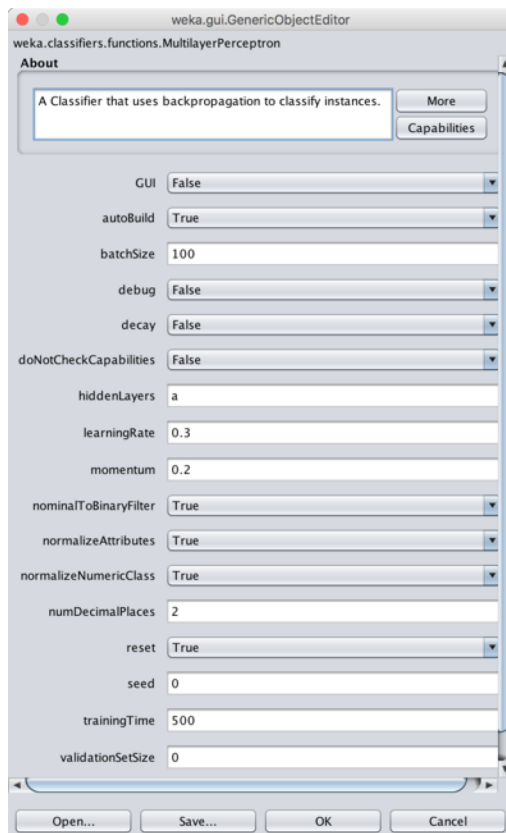 weka.gui.GenericObjectEditor
weka.classifiers.functions.MultilayerPerceptron
About
A Classifier that uses backpropagation to classify instances.
More
Capabilities
GUI False
autoBuild True
batchSize 100
debug False
decay False
doNotCheckCapabilities False
hiddenLayers a
learningRate 0.3
momentum 0.2
nominalToBinaryFilter True
normalizeAttributes True
normalizeNumericClass True
numDecimalPlaces 2
reset True
seed 0
trainingTime 500
validationSetSize 0
Open... Save... OK Cancel